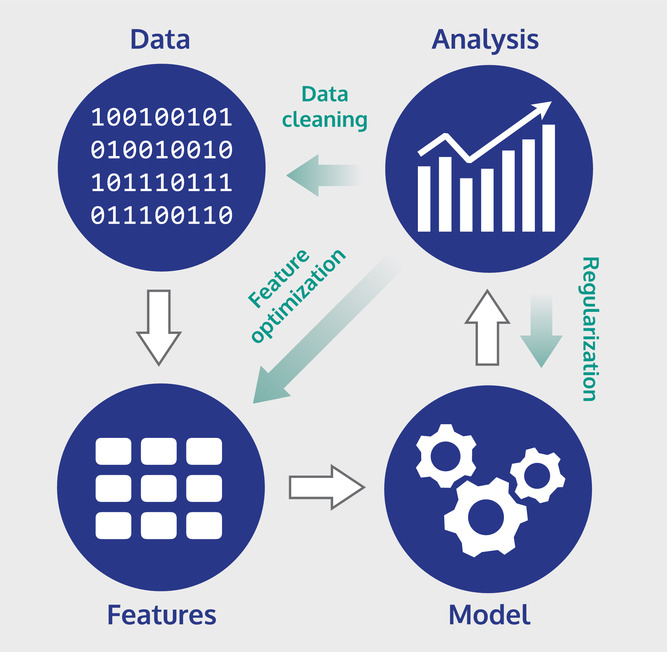 Data
Analysis
100100101
010010010
101110111
011100110
Data
cleaning
Feature
optimization
Regularization
Features
Model